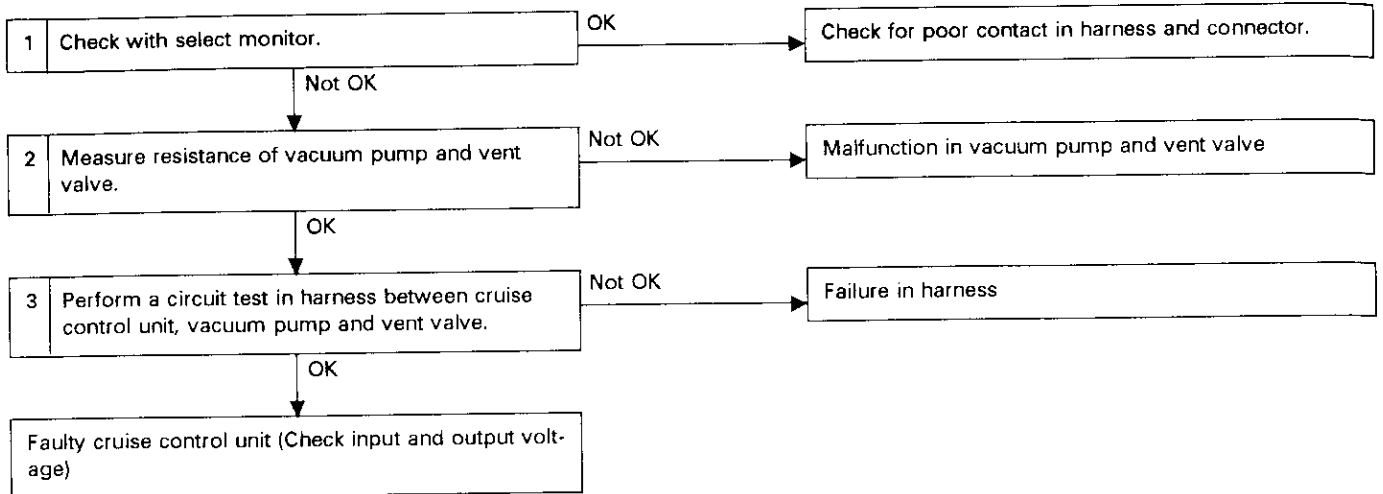 1 Check with select monitor.
OK
Check for poor contact in harness and connector.
Not OK
2 Measure resistance of vacuum pump and vent
valve.
Not OK
Malfunction in vacuum pump and vent valve
OK
3 Perform a circuit test in harness between cruise
control unit, vacuum pump and vent valve.
Not OK
Failure in harness
OK
Faulty cruise control unit (Check input and output volt-
age)